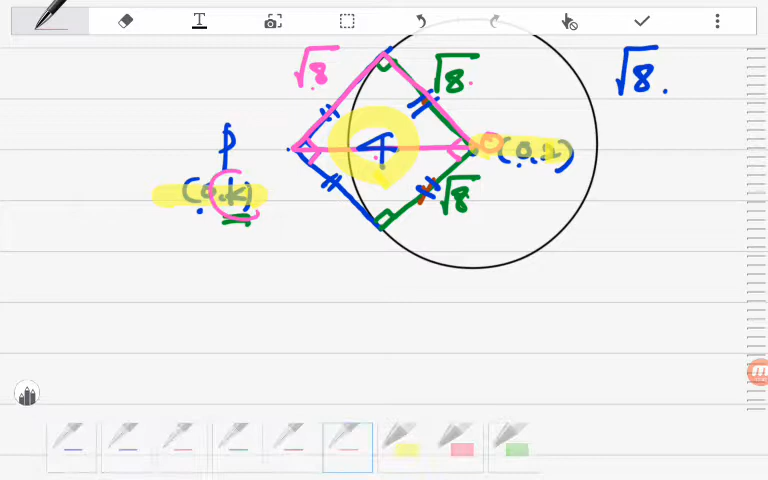 T
√8 √8 √8.
4
O (0,2)
P
(0,k)
√8